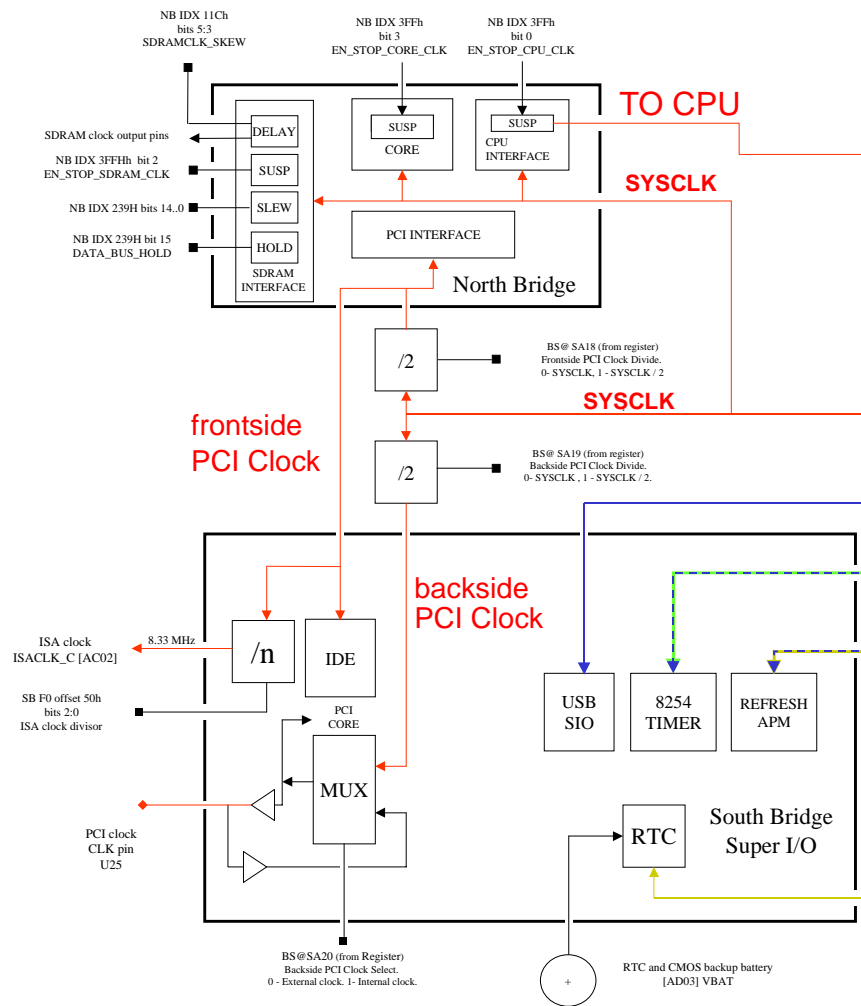 NB IDX 11Ch
bits 5:3
SDRAMCLK_SKEW
NB IDX 3FFh
bit 3
EN_STOP_CORE_CLK
NB IDX 3FFh
bit 0
EN_STOP_CPU_CLK
TO CPU
DELAY
SUSP
CORE
SUSP
CPU
INTERFACE
SDRAM clock output pins
NB IDX 3FFHh bit 2
EN_STOP_SDRAM_CLK
SUSP
SYSCLK
NB IDX 239H bits 14..0
SLEW
PCI INTERFACE
NB IDX 239H bit 15
DATA_BUS_HOLD
HOLD
SDRAM
INTERFACE
North Bridge
/2
BS@ SA18 (from register)
Frontside PCI Clock Divide.
0- SYSCLK, 1 - SYSCLK / 2
SYSCLK
frontside
PCI Clock
/2
BS@ SA19 (from register)
Backside PCI Clock Divide.
0- SYSCLK , 1 - SYSCLK / 2.
backside
PCI Clock
ISA clock
ISACLK_C [AC02]
8.33 MHz
/n
IDE
SB F0 offset 50h
bits 2:0
ISA clock divisor
USB
SIO
8254
TIMER
REFRESH
APM
PCI
CORE
MUX
PCI clock
CLK pin
U25
RTC
South Bridge
Super I/O
BS@SA20 (from Register)
Backside PCI Clock Select.
0 - External clock. 1- Internal clock.
+
RTC and CMOS backup battery
[AD03] VBAT